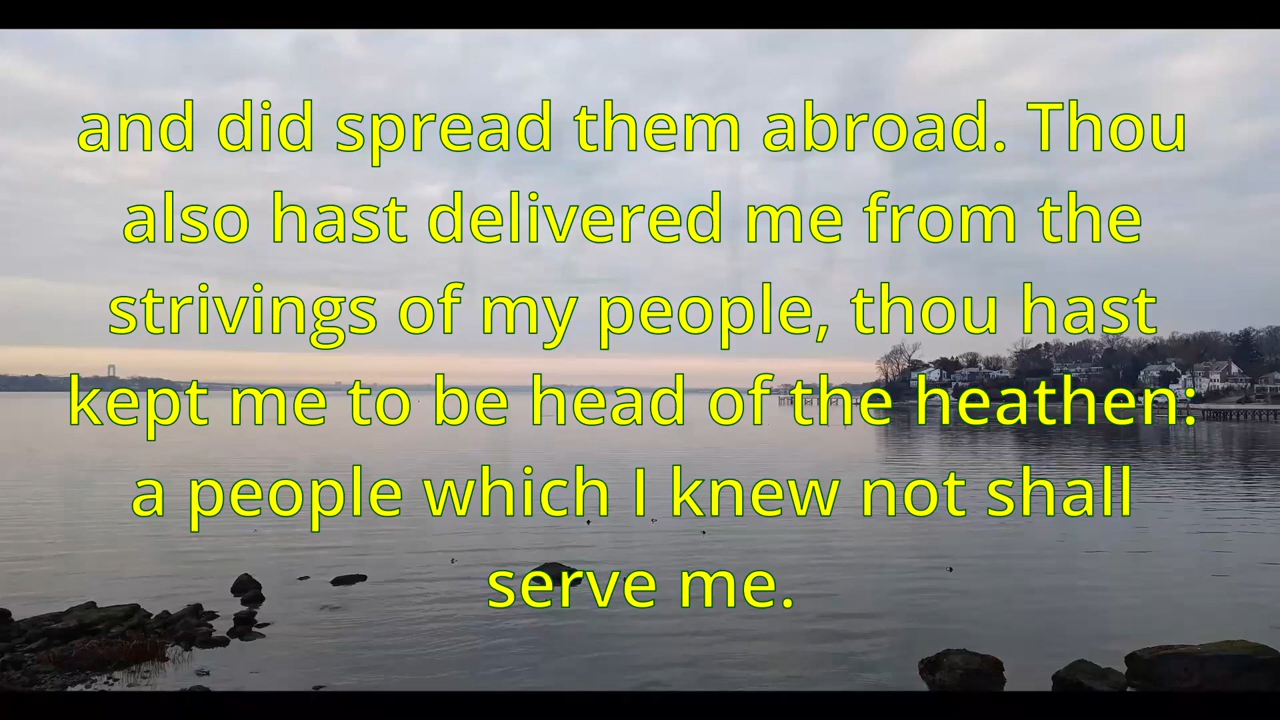 and did spread them abroad. Thou
also hast delivered me from the
strivings of my people, thou hast
kept me to be head of the heathen:
a people which I knew not shall
serve me.